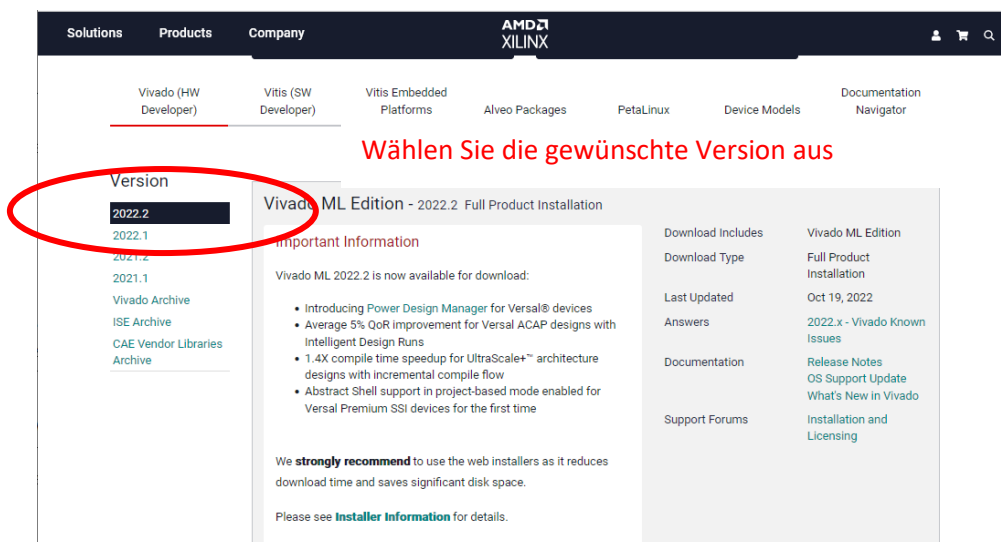 Solutions Products Company
AMD
XILINX
Vivado (HW Developer)
Vitis (SW Developer)
Vitis Embedded Platforms
Alveo Packages
PetaLinux
Device Models
Documentation Navigator
Wählen Sie die gewünschte Version aus
Version
2022.2
2022.1
2021.2
2021.1
Vivado Archive
ISE Archive
CAE Vendor Libraries
Archive
Vivado ML Edition - 2022.2 Full Product Installation
Important Information
Vivado ML 2022.2 is now available for download:
• Introducing Power Design Manager for Versal® devices
• Average 5% QoR improvement for Versal ACAP designs with
Intelligent Design Runs
• 1.4X compile time speedup for UltraScale+™ architecture
designs with incremental compile flow
• Abstract Shell support in project-based mode enabled for
Versal Premium SSI devices for the first time
We strongly recommend to use the web installers as it reduces
download time and saves significant disk space.
Please see Installer Information for details.
Download Includes Vivado ML Edition
Download Type Full Product
Installation
Last Updated Oct 19, 2022
Answers 2022.x - Vivado Known
Issues
Documentation Release Notes
OS Support Update
What's New in Vivado
Support Forums Installation and
Licensing